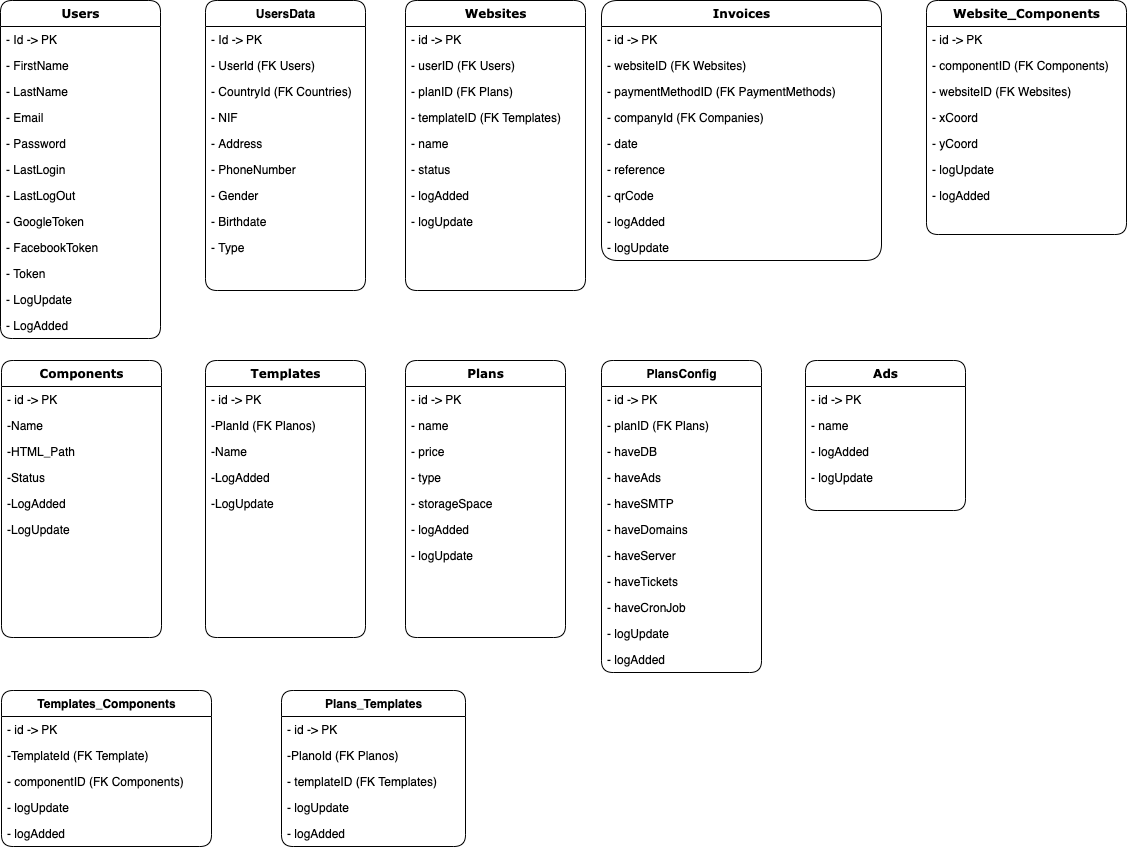 Users
- Id -> PK
- FirstName
- LastName
- Email
- Password
- LastLogin
- LastLogOut
- GoogleToken
- FacebookToken
- Token
- LogUpdate
- LogAdded
UsersData
- Id -> PK
- UserId (FK Users)
- CountryId (FK Countries)
- NIF
- Address
- PhoneNumber
- Gender
- Birthdate
- Type
Websites
- id -> PK
- userID (FK Users)
- planID (FK Plans)
- templateID (FK Templates)
- name
- status
- logAdded
- logUpdate
Invoices
- id -> PK
- websiteID (FK Websites)
- paymentMethodID (FK PaymentMethods)
- companyId (FK Companies)
- date
- reference
- qrCode
- logAdded
- logUpdate
Website_Components
- id -> PK
- componentID (FK Components)
- websiteID (FK Websites)
- xCoord
- yCoord
- logUpdate
- logAdded
Components
- id -> PK
-Name
-HTML_Path
-Status
-LogAdded
-LogUpdate
Templates
- id -> PK
-PlanId (FK Planos)
-Name
-LogAdded
-LogUpdate
Plans
- id -> PK
- name
- price
- type
- storageSpace
- logAdded
- logUpdate
PlansConfig
- id -> PK
- planID (FK Plans)
- haveDB
- haveAds
- haveSMTP
- haveDomains
- haveServer
- haveTickets
- haveCronJob
- logUpdate
- logAdded
Ads
- id -> PK
- name
- logAdded
- logUpdate
Templates_Components
- id -> PK
-TemplateId (FK Template)
- componentID (FK Components)
- logUpdate
- logAdded
Plans_Templates
- id -> PK
-PlanoId (FK Planos)
- templateID (FK Templates)
- logUpdate
- logAdded